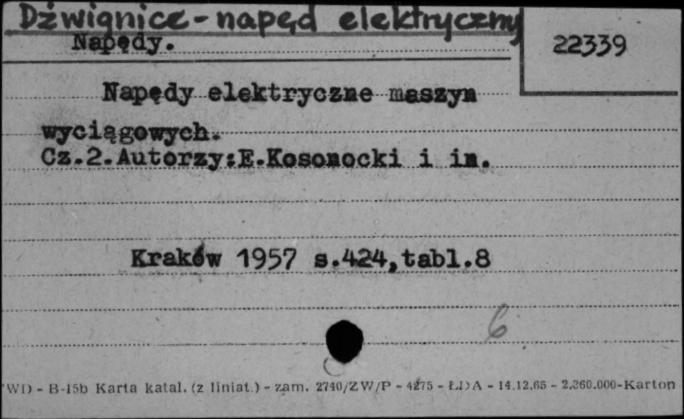 Dźwignice - napęd elektryczny
Napędy.
22339
Napędy elektryczne maszyn
wyciągowych.
Cz.2.Autorzy:E.Kosonocki i in.
Kraków 1957 s.424,tabl.8
6
WD - B-15b Karta katal. (z liniat.) - zam. 2740/ZW/P - 4275 - ŁDA - 14.12.65 - 2.360.000-Karton